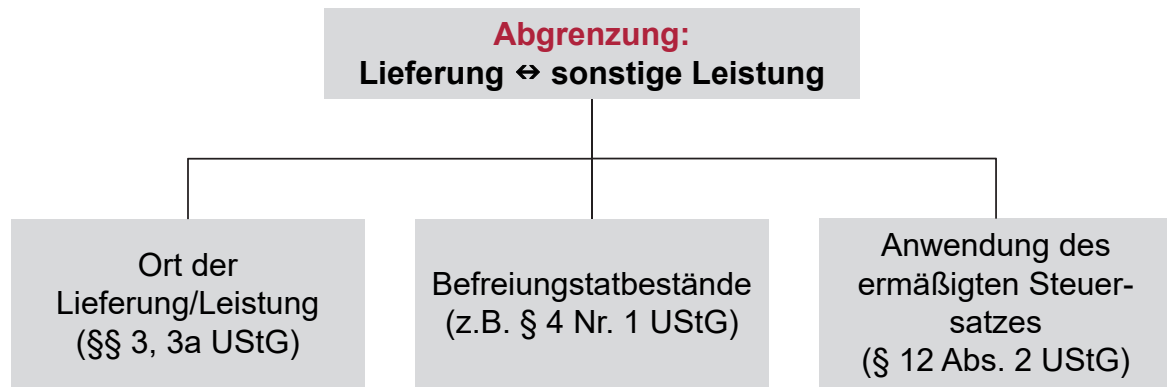 Abgrenzung:
Lieferung ⇔ sonstige Leistung
Ort der
Lieferung/Leistung
(§§ 3, 3a UStG)
Befreiungstatbestände
(z.B. § 4 Nr. 1 UStG)
Anwendung des
ermäßigten Steuer-
satzes
(§ 12 Abs. 2 UStG)